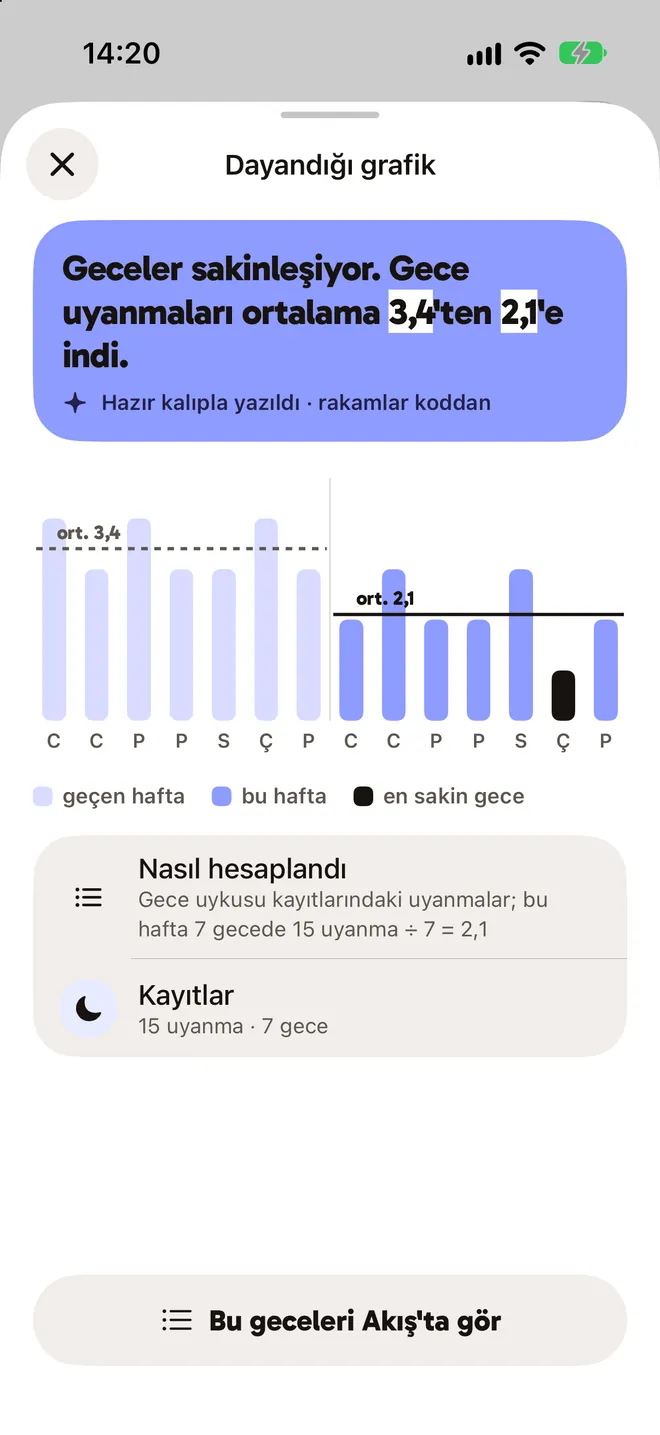 14:20
Dayandığı grafik
Geceler sakinleşiyor. Gece
uyanmaları ortalama 3,4'ten 2,1'e
indi.
Hazır kalıpla yazıldı · rakamlar koddan
ort. 3,4
ort. 2,1
C C P P S Ç P C C P P S Ç P
geçen hafta bu hafta en sakin gece
Nasıl hesaplandı
Gece uykusu kayıtlarındaki uyanmalar; bu
hafta 7 gecede 15 uyanma ÷ 7 = 2,1
Kayıtlar
15 uyanma · 7 gece
Bu geceleri Akış'ta gör